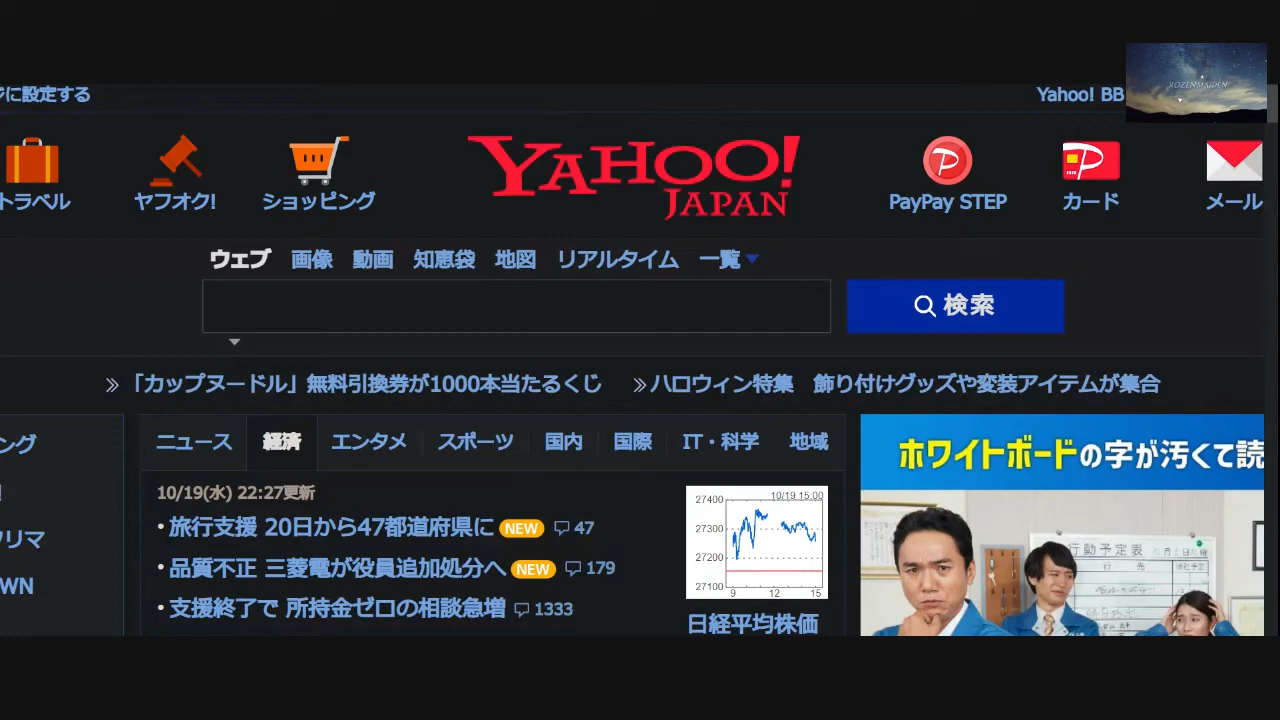 ジに設定する
Yahoo! BB
ROZENMAIDEN
トラベル
ヤフオク!
ショッピング
YAHOO! JAPAN
PayPay STEP
カード
メール
ウェブ 画像 動画 知恵袋 地図 リアルタイム 一覧
検索
「カップヌードル」無料引換券が1000本当たるくじ
ハロウィン特集 飾り付けグッズや変装アイテムが集合
ング
リマ
WN
ニュース 経済 エンタメ スポーツ 国内 国際 IT・科学 地域
10/19(水) 22:27更新
・旅行支援 20日から47都道府県に NEW 47
・品質不正 三菱電が役員追加処分へ NEW 179
・支援終了で 所持金ゼロの相談急増 1333
10/19 15:00
27400
27300
27200
27100
9 12 15
日経平均株価
ホワイトボードの字が汚くて読
行動予定表
行先